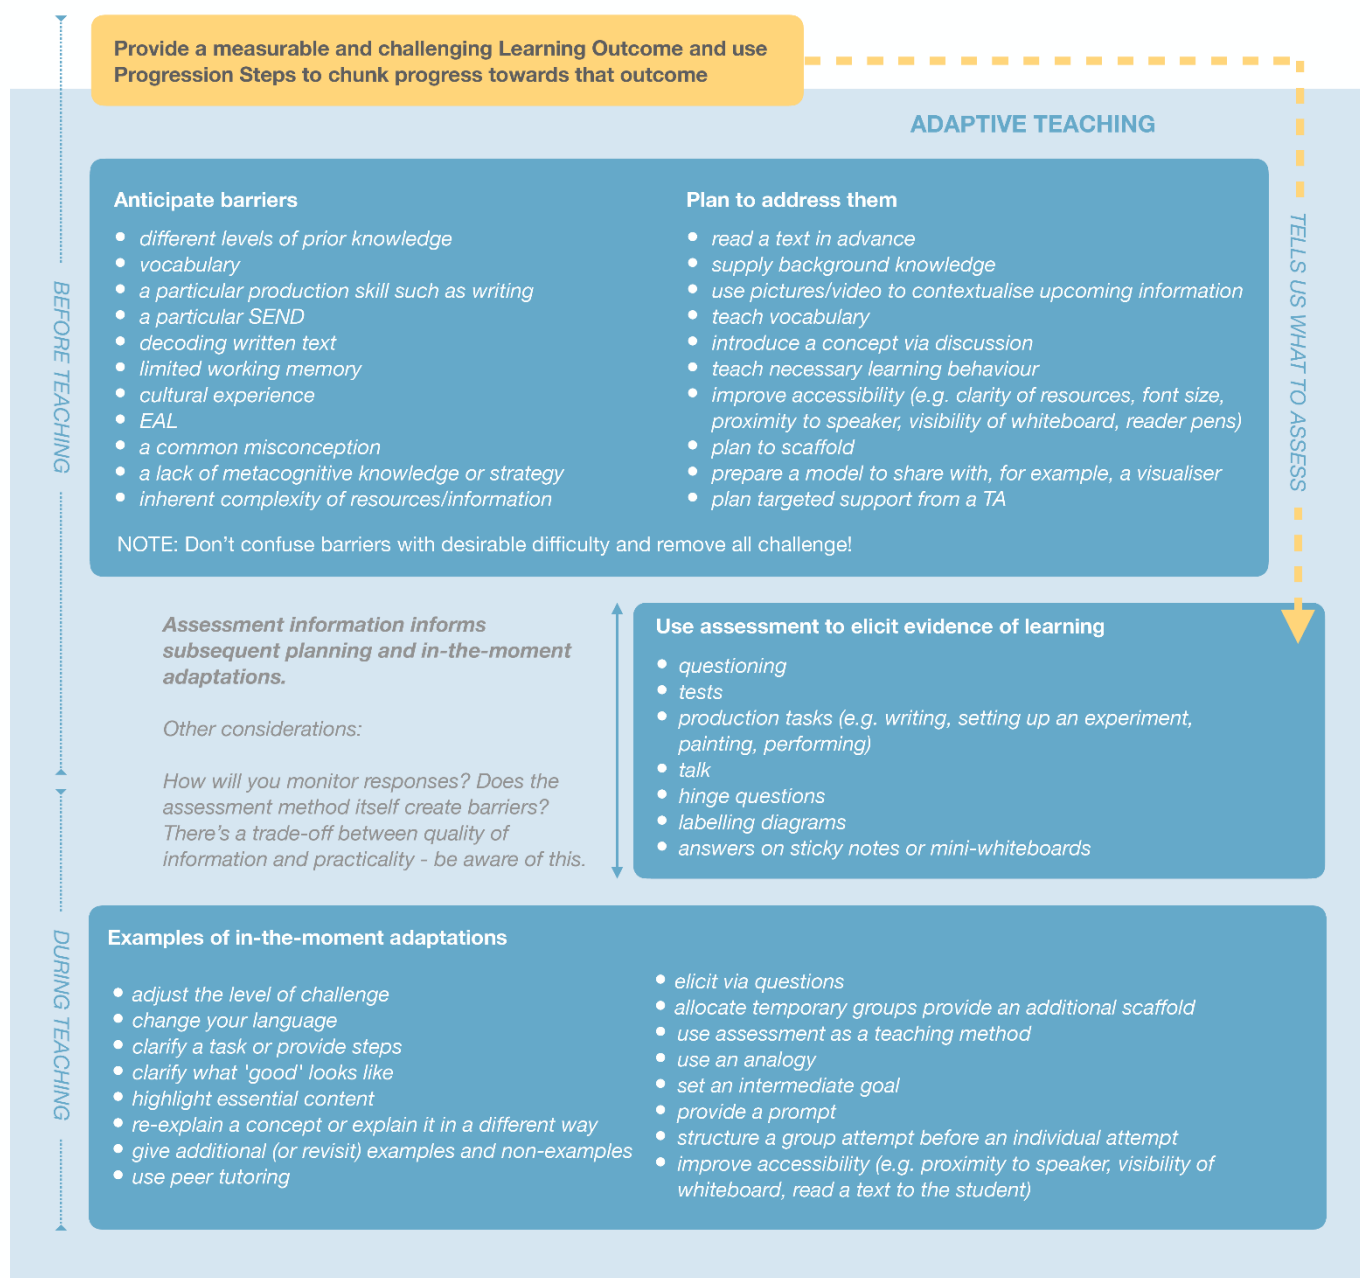 Provide a measurable and challenging Learning Outcome and use
Progression Steps to chunk progress towards that outcome
ADAPTIVE TEACHING
BEFORE TEACHING
Anticipate barriers
• different levels of prior knowledge
• vocabulary
• a particular production skill such as writing
• a particular SEND
• decoding written text
• limited working memory
• cultural experience
• EAL
• a common misconception
• a lack of metacognitive knowledge or strategy
• inherent complexity of resources/information
Plan to address them
• read a text in advance
• supply background knowledge
• use pictures/video to contextualise upcoming information
• teach vocabulary
• introduce a concept via discussion
• teach necessary learning behaviour
• improve accessibility (e.g. clarity of resources, font size,
proximity to speaker, visibility of whiteboard, reader pens)
• plan to scaffold
• prepare a model to share with, for example, a visualiser
• plan targeted support from a TA
NOTE: Don't confuse barriers with desirable difficulty and remove all challenge!
TELLS US WHAT TO ASSESS
Assessment information informs
subsequent planning and in-the-moment
adaptations.
Other considerations:
How will you monitor responses? Does the
assessment method itself create barriers?
There's a trade-off between quality of
information and practicality - be aware of this.
Use assessment to elicit evidence of learning
• questioning
• tests
• production tasks (e.g. writing, setting up an experiment,
painting, performing)
• talk
• hinge questions
• labelling diagrams
• answers on sticky notes or mini-whiteboards
DURING TEACHING
Examples of in-the-moment adaptations
• adjust the level of challenge
• change your language
• clarify a task or provide steps
• clarify what 'good' looks like
• highlight essential content
• re-explain a concept or explain it in a different way
• give additional (or revisit) examples and non-examples
• use peer tutoring
• elicit via questions
• allocate temporary groups provide an additional scaffold
• use assessment as a teaching method
• use an analogy
• set an intermediate goal
• provide a prompt
• structure a group attempt before an individual attempt
• improve accessibility (e.g. proximity to speaker, visibility of
whiteboard, read a text to the student)